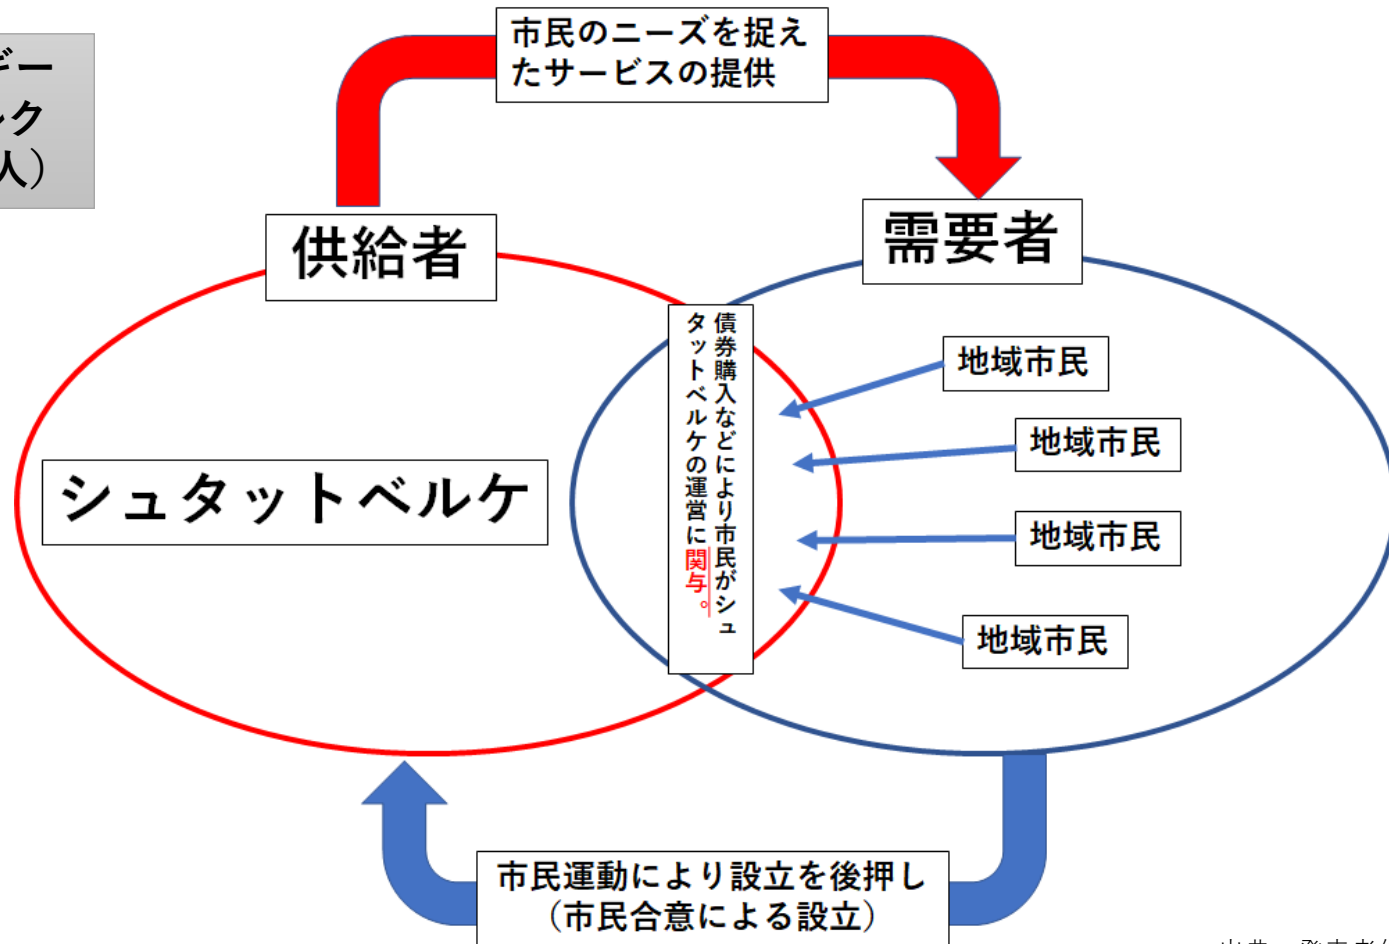 ギー
ルク
人）
市民のニーズを捉え
たサービスの提供
供給者
需要者
債券購入などにより市民がシュ
タットベルケの運営に関与。
地域市民
地域市民
地域市民
地域市民
シュタットベルケ
市民運動により設立を後押し
（市民合意による設立）